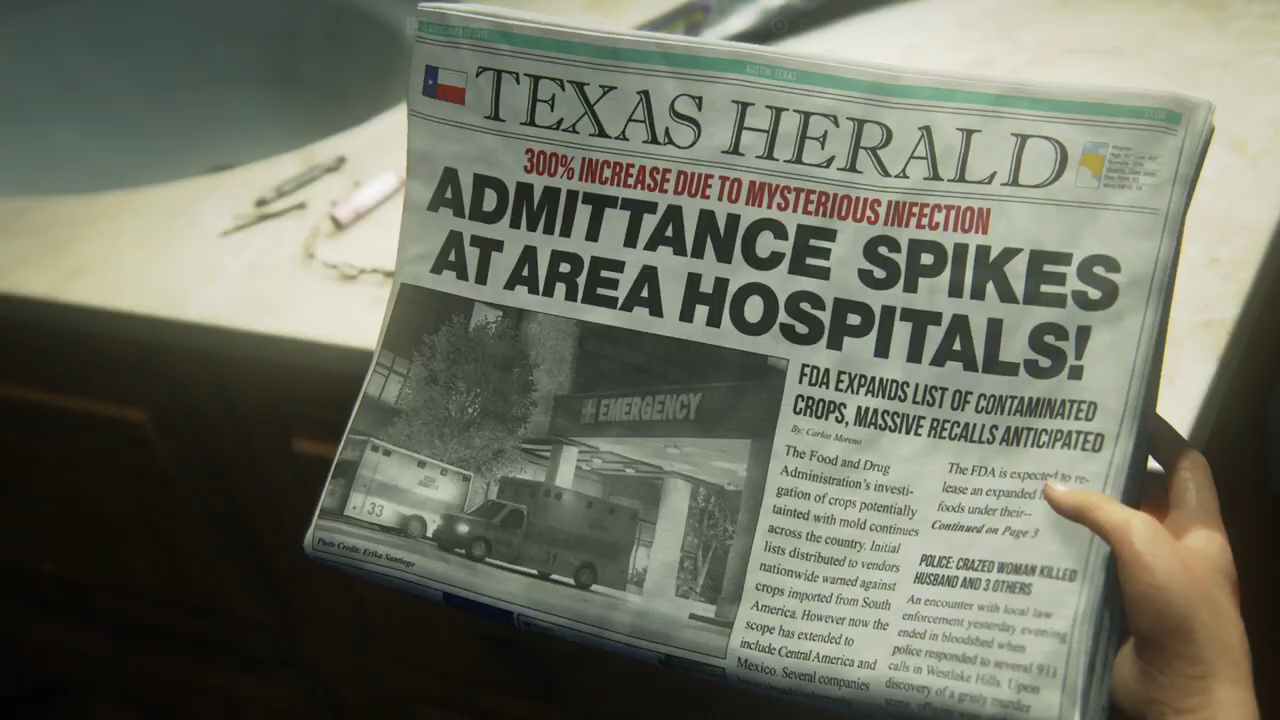 AUSTIN, TEXAS
TEXAS HERALD
300% INCREASE DUE TO MYSTERIOUS INFECTION
ADMITTANCE SPIKES
AT AREA HOSPITALS!
EMERGENCY
33
71
Photo Credit: Erika Santiago
FDA EXPANDS LIST OF CONTAMINATED
CROPS, MASSIVE RECALLS ANTICIPATED
By: Carlos Moreno
The Food and Drug
Administration's investi-
gation of crops potentially
tainted with mold continues
across the country. Initial
lists distributed to vendors
nationwide warned against
crops imported from South
America. However now the
scope has extended to
include Central America and
Mexico. Several companies
The FDA is expected to re-
lease an expanded
foods under their--
Continued on Page 3
POLICE: CRAZED WOMAN KILLED
HUSBAND AND 3 OTHERS
An encounter with local law
enforcement yesterday evening
ended in bloodshed when
police responded to several 911
calls in Westlake Hills. Upon
discovery of a grisly murder